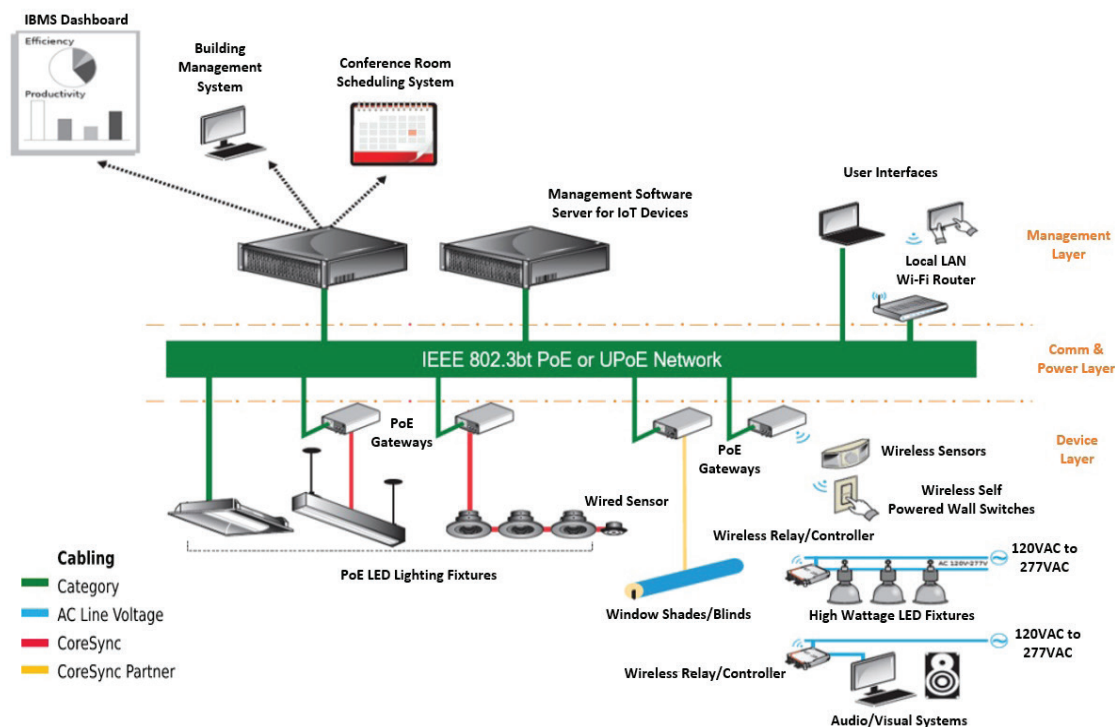 IBMS Dashboard
Efficiency
Productivity
Building
Management
System
Conference Room
Scheduling System
Management Software
Server for IoT Devices
User Interfaces
Local LAN
Wi-Fi Router
Management
Layer
IEEE 802.3bt PoE or UPoE Network
Comm &
Power Layer
PoE
Gateways
PoE
Gateways
Device
Layer
Wireless Sensors
Wireless Self
Powered Wall Switches
Wired Sensor
PoE LED Lighting Fixtures
Window Shades/Blinds
Wireless Relay/Controller
120VAC to
277VAC
AC 120V-277V
High Wattage LED Fixtures
Wireless Relay/Controller
120VAC to
277VAC
Audio/Visual Systems
Cabling
Category
AC Line Voltage
CoreSync
CoreSync Partner